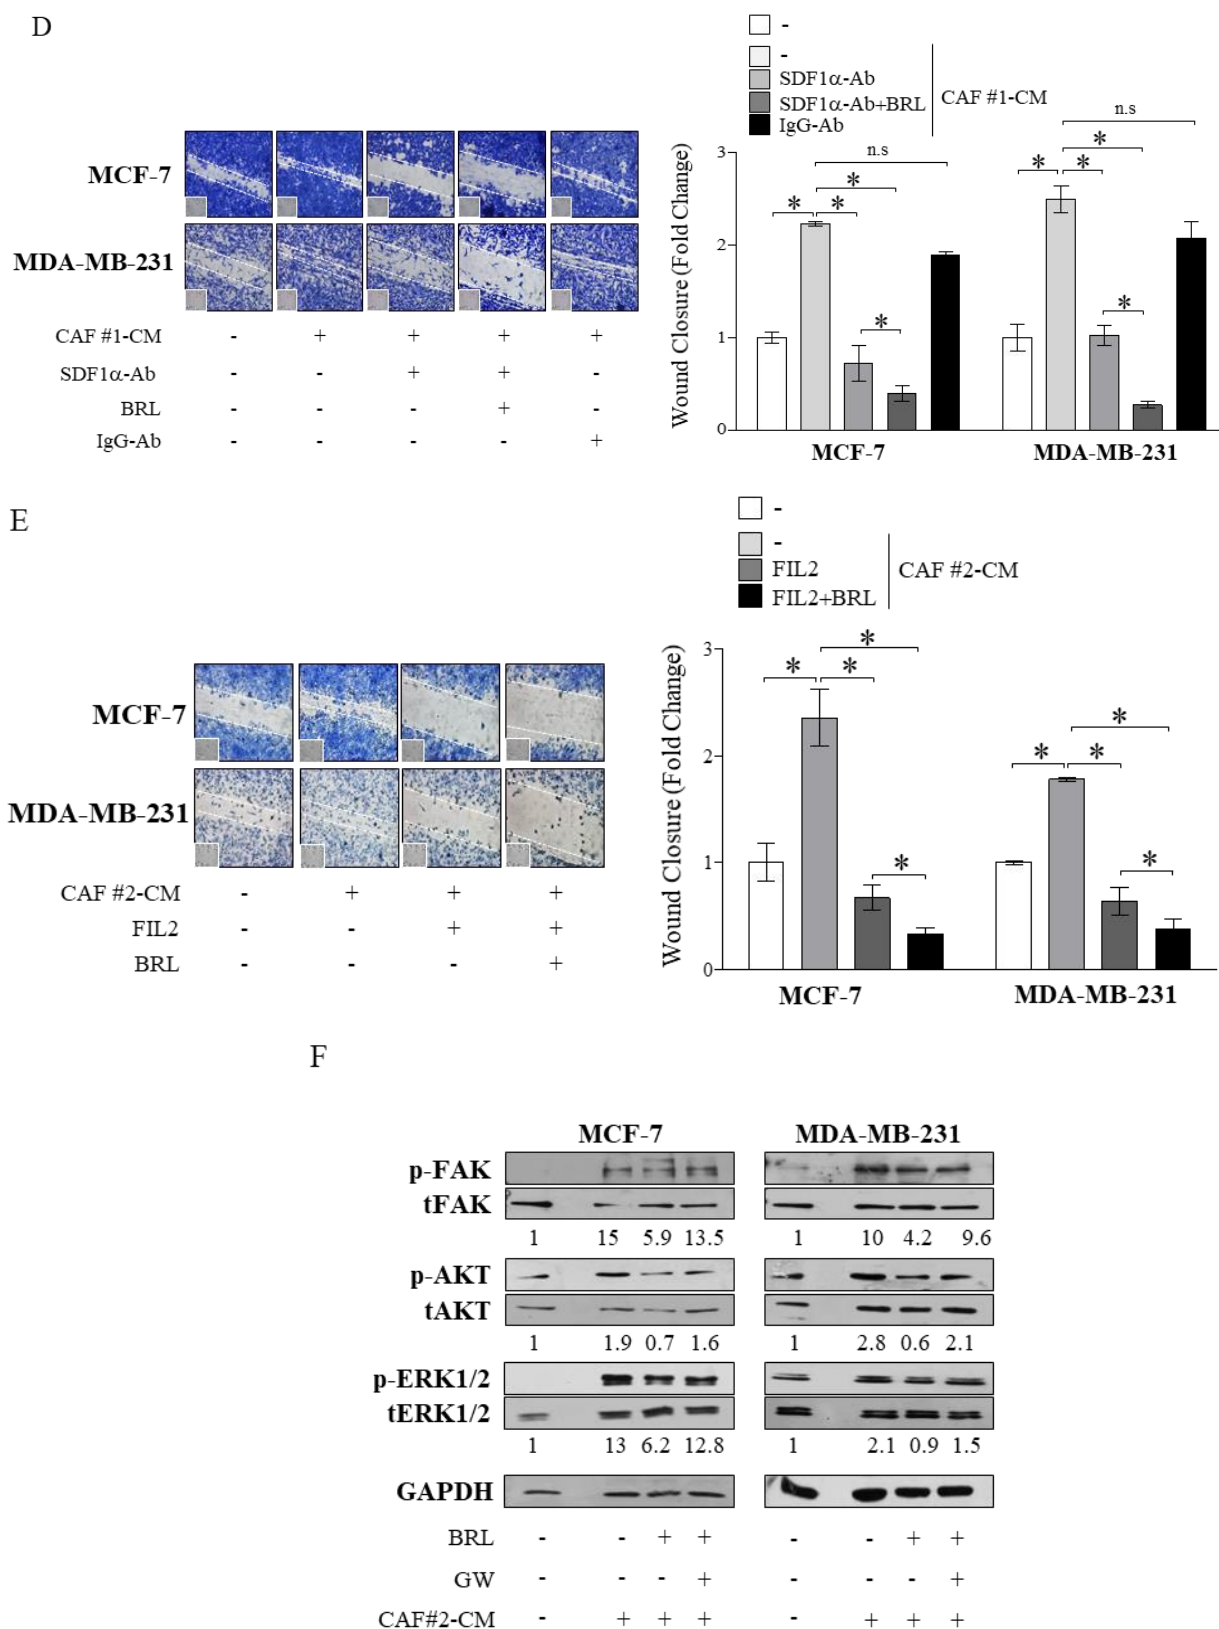 D
-
-
SDF1α-Ab
SDF1α-Ab+BRL
IgG-Ab
CAF #1-CM
MCF-7
MDA-MB-231
CAF #1-CM - + + + +
SDF1α-Ab - - + + -
BRL - - - + -
IgG-Ab - - - - +
Wound Closure (Fold Change)
3
2
1
0
n.s
*
* *
*
n.s
*
* *
*
MCF-7 MDA-MB-231
E
-
-
FIL2
FIL2+BRL
CAF #2-CM
MCF-7
MDA-MB-231
CAF #2-CM - + + +
FIL2 - - + +
BRL - - - +
Wound Closure (Fold Change)
3
2
1
0
*
* *
*
*
* *
*
MCF-7 MDA-MB-231
F
MCF-7 MDA-MB-231
p-FAK
tFAK
1 15 5.9 13.5 1 10 4.2 9.6
p-AKT
tAKT
1 1.9 0.7 1.6 1 2.8 0.6 2.1
p-ERK1/2
tERK1/2
1 13 6.2 12.8 1 2.1 0.9 1.5
GAPDH
BRL - - + + - - + +
GW - - - + - - - +
CAF#2-CM - + + + - + + +